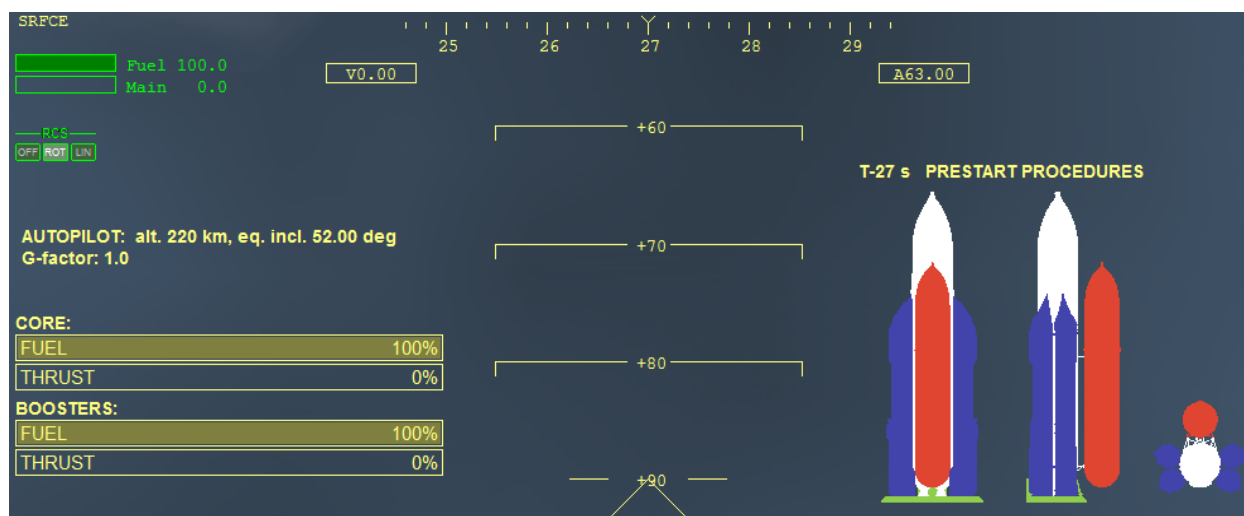 SRFCE
25 26 27 28 29
Fuel 100.0
Main 0.0
V0.00
A63.00
RCS
OFF ROT LIN
+60
T-27 s PRESTART PROCEDURES
AUTOPILOT: alt. 220 km, eq. incl. 52.00 deg
G-factor: 1.0
+70
CORE:
FUEL 100%
THRUST 0%
+80
BOOSTERS:
FUEL 100%
THRUST 0%
+90